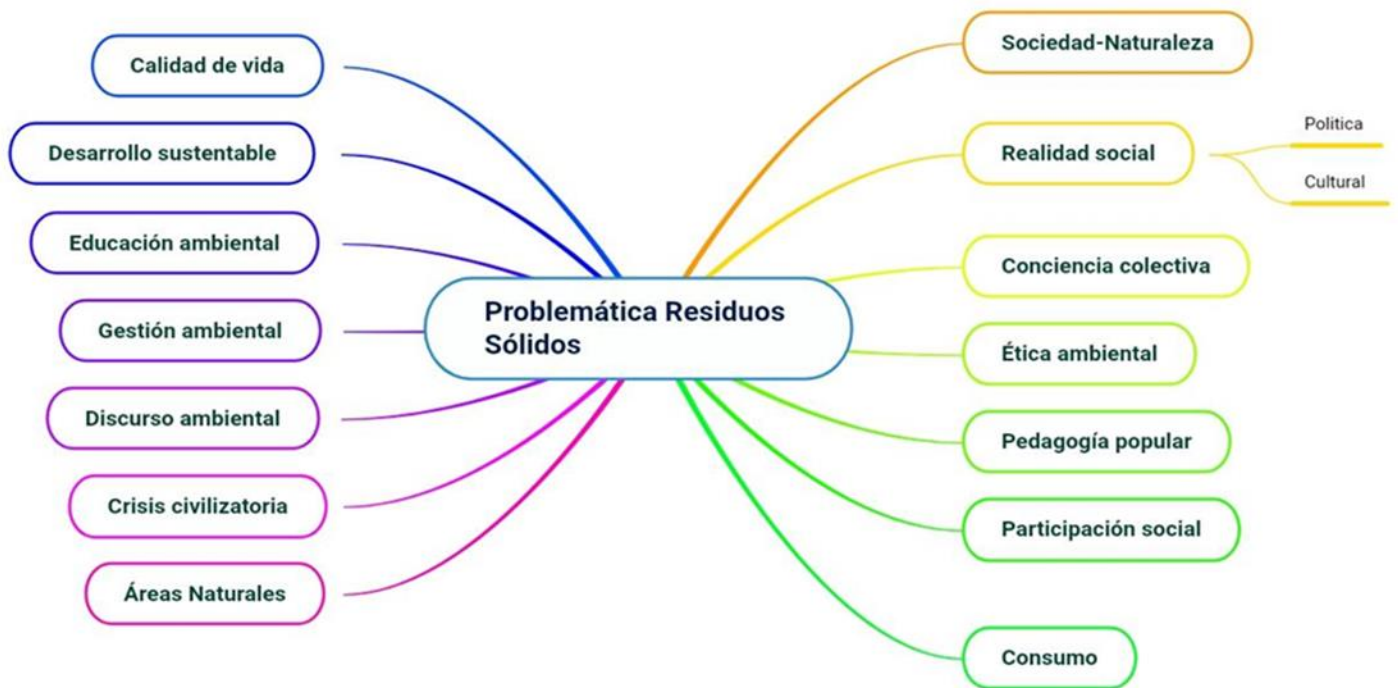 Calidad de vida
Desarrollo sustentable
Educación ambiental
Gestión ambiental
Discurso ambiental
Crisis civilizatoria
Áreas Naturales
Problemática Residuos
Sólidos
Sociedad-Naturaleza
Realidad social
Politica
Cultural
Conciencia colectiva
Ética ambiental
Pedagogía popular
Participación social
Consumo